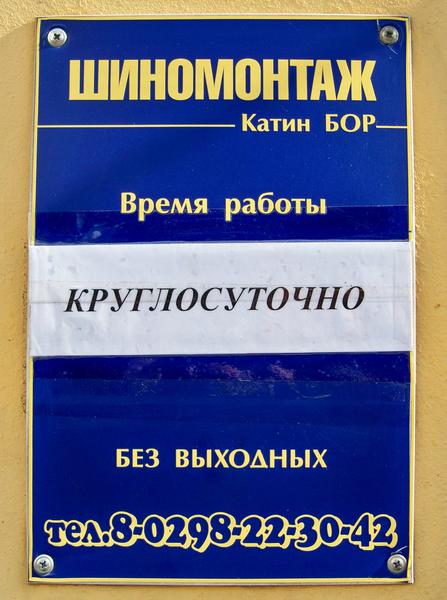 ШИНОМОНТАЖ
Катин БОР
Время работы
КРУГЛОСУТОЧНО
БЕЗ ВЫХОДНЫХ
тел.8-0298-22-30-42